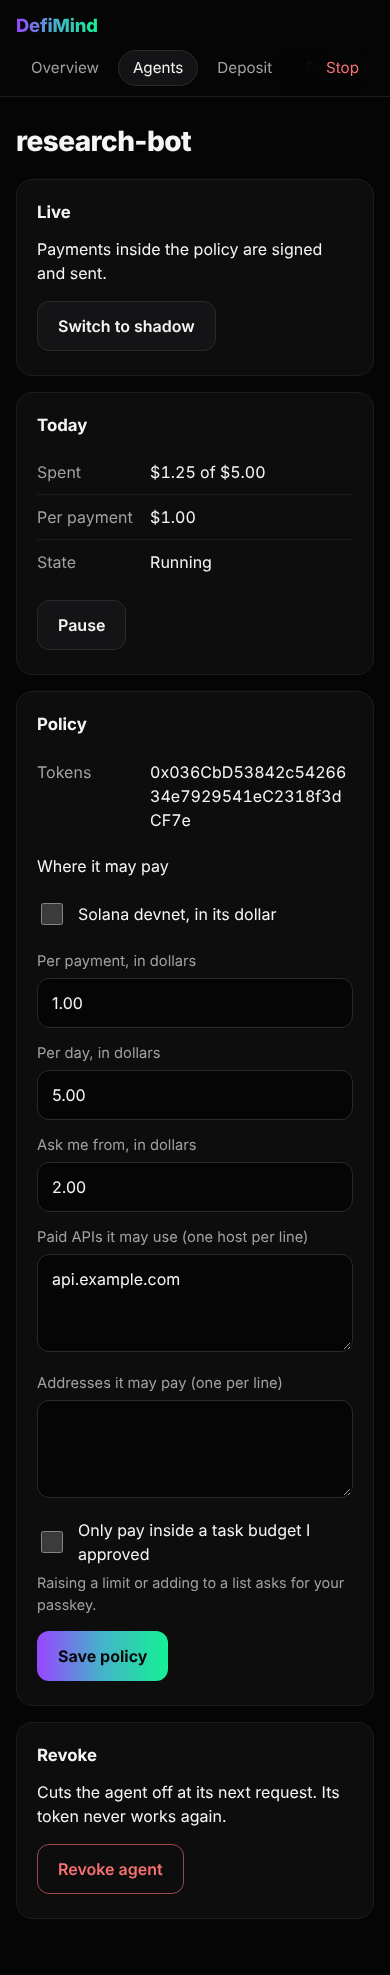 DefiMind
Overview Agents Deposit Stop
research-bot
Live
Payments inside the policy are signed
and sent.
Switch to shadow
Today
Spent $1.25 of $5.00
Per payment $1.00
State Running
Pause
Policy
Tokens 0x036CbD53842c54266
34e7929541eC2318f3d
CF7e
Where it may pay
Solana devnet, in its dollar
Per payment, in dollars
1.00
Per day, in dollars
5.00
Ask me from, in dollars
2.00
Paid APIs it may use (one host per line)
api.example.com
Addresses it may pay (one per line)
Only pay inside a task budget I
approved
Raising a limit or adding to a list asks for your
passkey.
Save policy
Revoke
Cuts the agent off at its next request. Its
token never works again.
Revoke agent